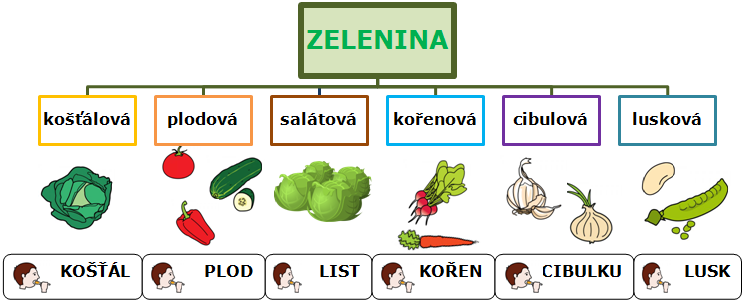 ZELENINA
košťálová plodová salátová kořenová cibulová lusková
KOŠŤÁL PLOD LIST KOŘEN CIBULKU LUSK